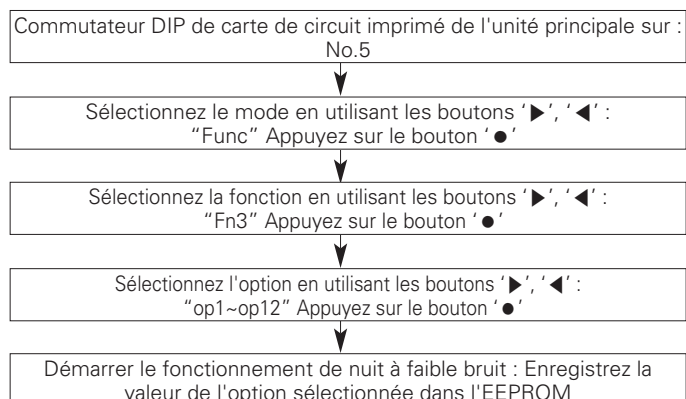 Commutateur DIP de carte de circuit imprimé de l'unité principale sur :
No.5
Sélectionnez le mode en utilisant les boutons ‘▶’, ‘◀’ :
“Func” Appuyez sur le bouton ‘●’
Sélectionnez la fonction en utilisant les boutons ‘▶’, ‘◀’ :
“Fn3” Appuyez sur le bouton ‘●’
Sélectionnez l'option en utilisant les boutons ‘▶’, ‘◀’ :
“op1~op12” Appuyez sur le bouton ‘●’
Démarrer le fonctionnement de nuit à faible bruit : Enregistrez la
valeur de l'option sélectionnée dans l'EEPROM